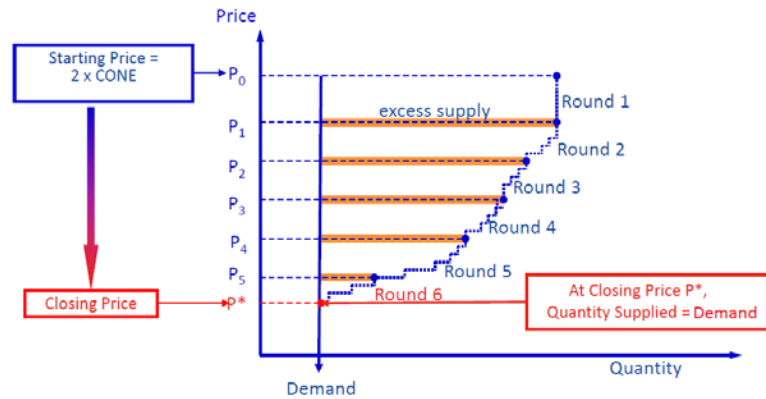 Price
Starting Price =
2 x CONE
P0
Round 1
excess supply
P1
Round 2
P2
Round 3
P3
Round 4
P4
Round 5
P5
Round 6
Closing Price
P*
At Closing Price P*,
Quantity Supplied = Demand
Quantity
Demand